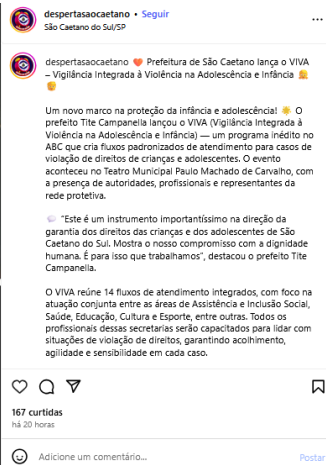 despertasaocaetano • Seguir
São Caetano do Sul/SP
...
despertasaocaetano ❤️ Prefeitura de São Caetano lança o VIVA
– Vigilância Integrada à Violência na Adolescência e Infância
Um novo marco na proteção da infância e adolescência! ☀️ O
prefeito Tite Campanella lançou o VIVA (Vigilância Integrada à
Violência na Adolescência e Infância) — um programa inédito no
ABC que cria fluxos padronizados de atendimento para casos de
violação de direitos de crianças e adolescentes. O evento
aconteceu no Teatro Municipal Paulo Machado de Carvalho, com
a presença de autoridades, profissionais e representantes da
rede protetiva.
💬 "Este é um instrumento importantíssimo na direção da
garantia dos direitos das crianças e dos adolescentes de São
Caetano do Sul. Mostra o nosso compromisso com a dignidade
humana. É para isso que trabalhamos", destacou o prefeito Tite
Campanella.
O VIVA reúne 14 fluxos de atendimento integrados, com foco na
atuação conjunta entre as áreas de Assistência e Inclusão Social,
Saúde, Educação, Cultura e Esporte, entre outras. Todos os
profissionais dessas secretarias serão capacitados para lidar com
situações de violação de direitos, garantindo acolhimento,
agilidade e sensibilidade em cada caso.
167 curtidas
há 20 horas
Adicione um comentário...
Postar